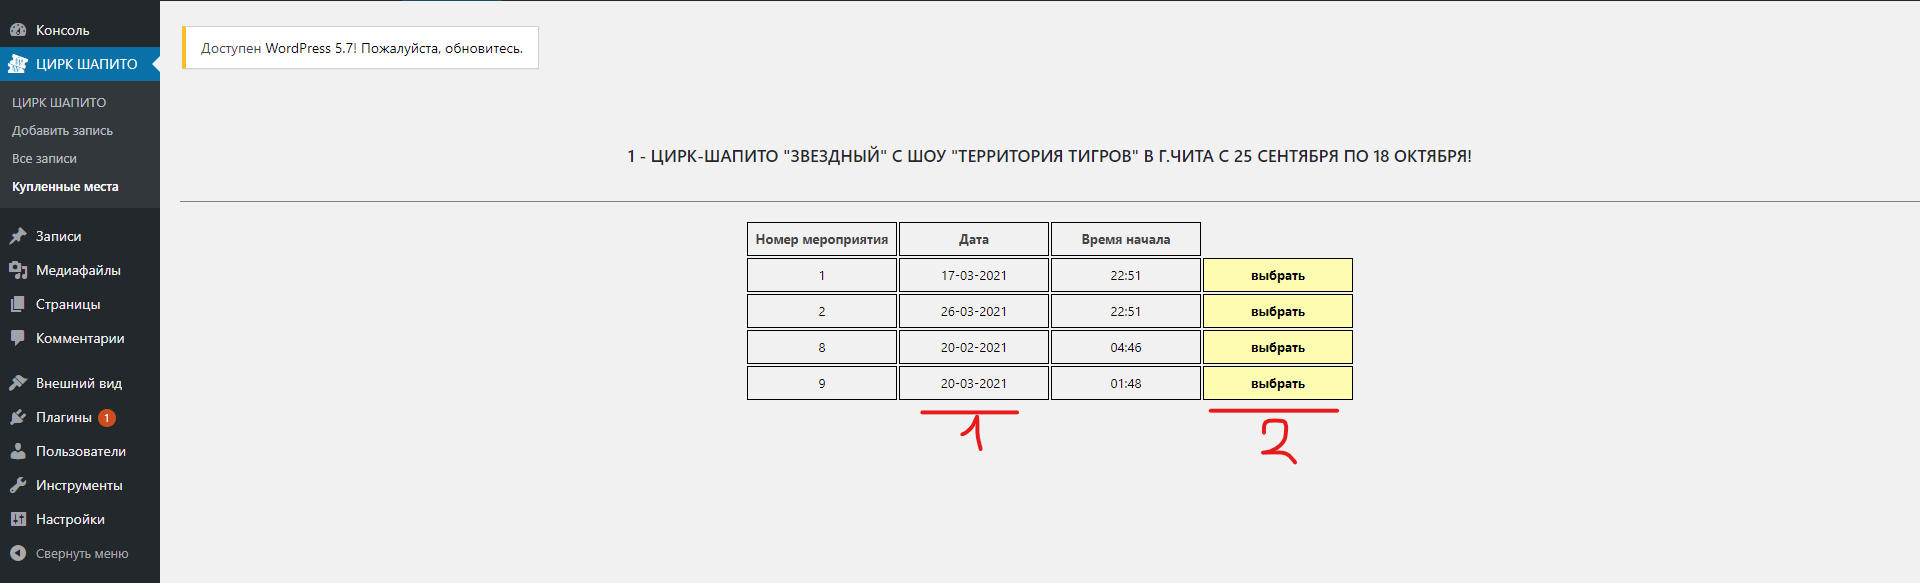 Консоль
ЦИРК ШАПИТО
ЦИРК ШАПИТО
Добавить запись
Все записи
Купленные места
Записи
Медиафайлы
Страницы
Комментарии
Внешний вид
Плагины 1
Пользователи
Инструменты
Настройки
Свернуть меню
Доступен WordPress 5.7! Пожалуйста, обновитесь.
1 - ЦИРК-ШАПИТО "ЗВЕЗДНЫЙ" С ШОУ "ТЕРРИТОРИЯ ТИГРОВ" В Г.ЧИТА С 25 СЕНТЯБРЯ ПО 18 ОКТЯБРЯ!
Номер мероприятия Дата Время начала
1 17-03-2021 22:51 выбрать
2 26-03-2021 22:51 выбрать
8 20-02-2021 04:46 выбрать
9 20-03-2021 01:48 выбрать
1 2